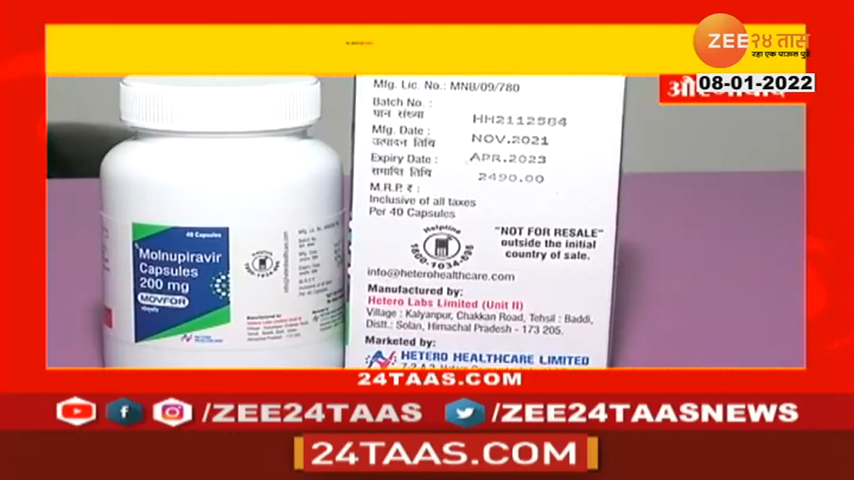 ZEE २४ तास
रहा एक पाऊल पुढे
08-01-2022
40 Capsules
Molnupiravir
Capsules
200 mg
MOVFOR
HETERO
HEALTHCARE
Mfg. Lic. No.: MNB/09/780
Batch No :
पान संख्या
HH2112584
Mfg. Date :
उत्पादन तिथि
NOV.2021
Expiry Date :
समाप्ति तिथि
APR.2023
M.R.P. ₹ :
2490.00
Inclusive of all taxes
Per 40 Capsules
Helpline
1800-1034-696
"NOT FOR RESALE"
outside the initial
country of sale.
info@heterohealthcare.com
Manufactured by:
Hetero Labs Limited (Unit II)
Village : Kalyanpur, Chakkan Road, Tehsil : Baddi,
Distt.: Solan, Himachal Pradesh - 173 205.
Marketed by:
HETERO HEALTHCARE LIMITED
24TAAS.COM
/ZEE24TAAS
/ZEE24TAASNEWS
24TAAS.COM